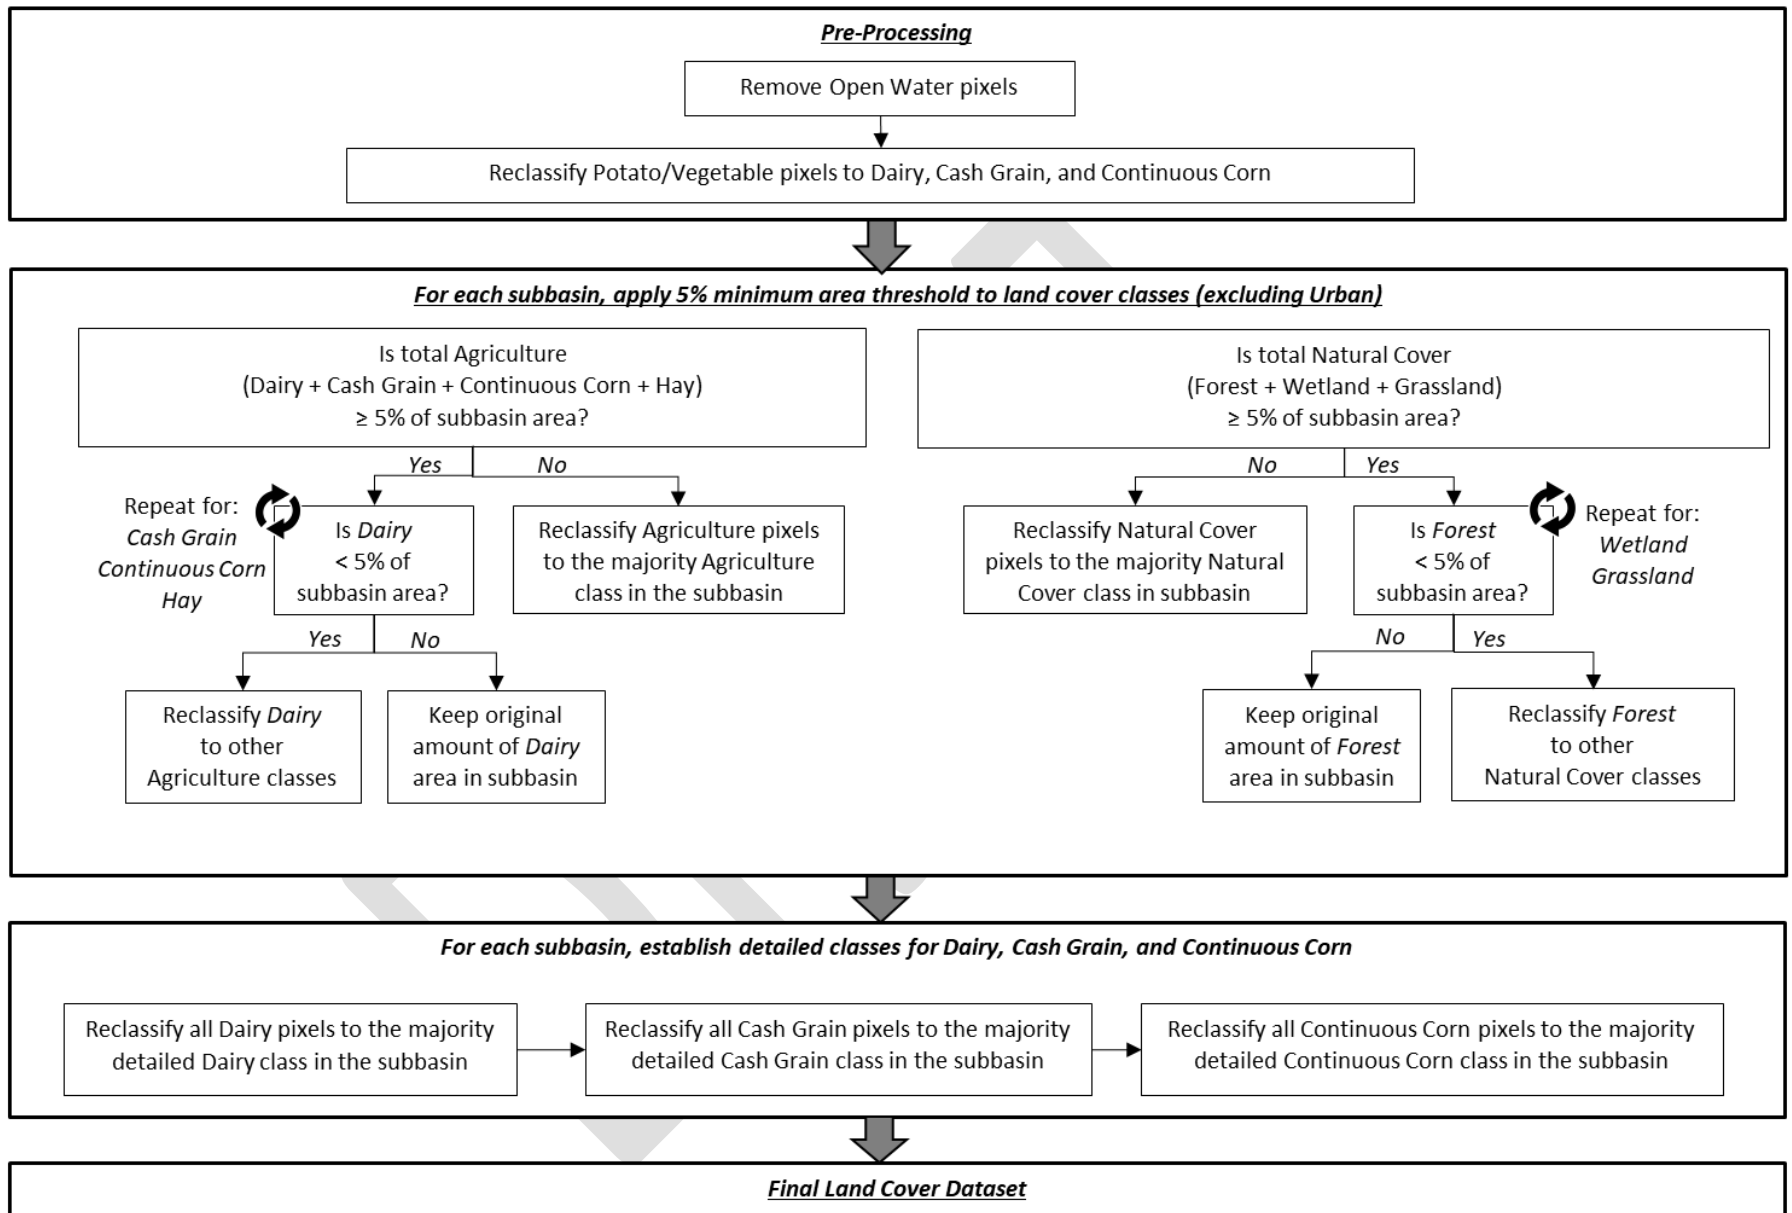 Pre-Processing
Remove Open Water pixels
Reclassify Potato/Vegetable pixels to Dairy, Cash Grain, and Continuous Corn
For each subbasin, apply 5% minimum area threshold to land cover classes (excluding Urban)
Is total Agriculture
(Dairy + Cash Grain + Continuous Corn + Hay)
≥ 5% of subbasin area?
Yes
No
Repeat for:
Cash Grain
Continuous Corn
Hay
Is Dairy
< 5% of
subbasin area?
Reclassify Agriculture pixels
to the majority Agriculture
class in the subbasin
Yes
No
Reclassify Dairy
to other
Agriculture classes
Keep original
amount of Dairy
area in subbasin
Is total Natural Cover
(Forest + Wetland + Grassland)
≥ 5% of subbasin area?
No
Yes
Reclassify Natural Cover
pixels to the majority Natural
Cover class in subbasin
Is Forest
< 5% of
subbasin area?
Repeat for:
Wetland
Grassland
No
Yes
Keep original
amount of Forest
area in subbasin
Reclassify Forest
to other
Natural Cover classes
For each subbasin, establish detailed classes for Dairy, Cash Grain, and Continuous Corn
Reclassify all Dairy pixels to the majority
detailed Dairy class in the subbasin
Reclassify all Cash Grain pixels to the majority
detailed Cash Grain class in the subbasin
Reclassify all Continuous Corn pixels to the majority
detailed Continuous Corn class in the subbasin
Final Land Cover Dataset